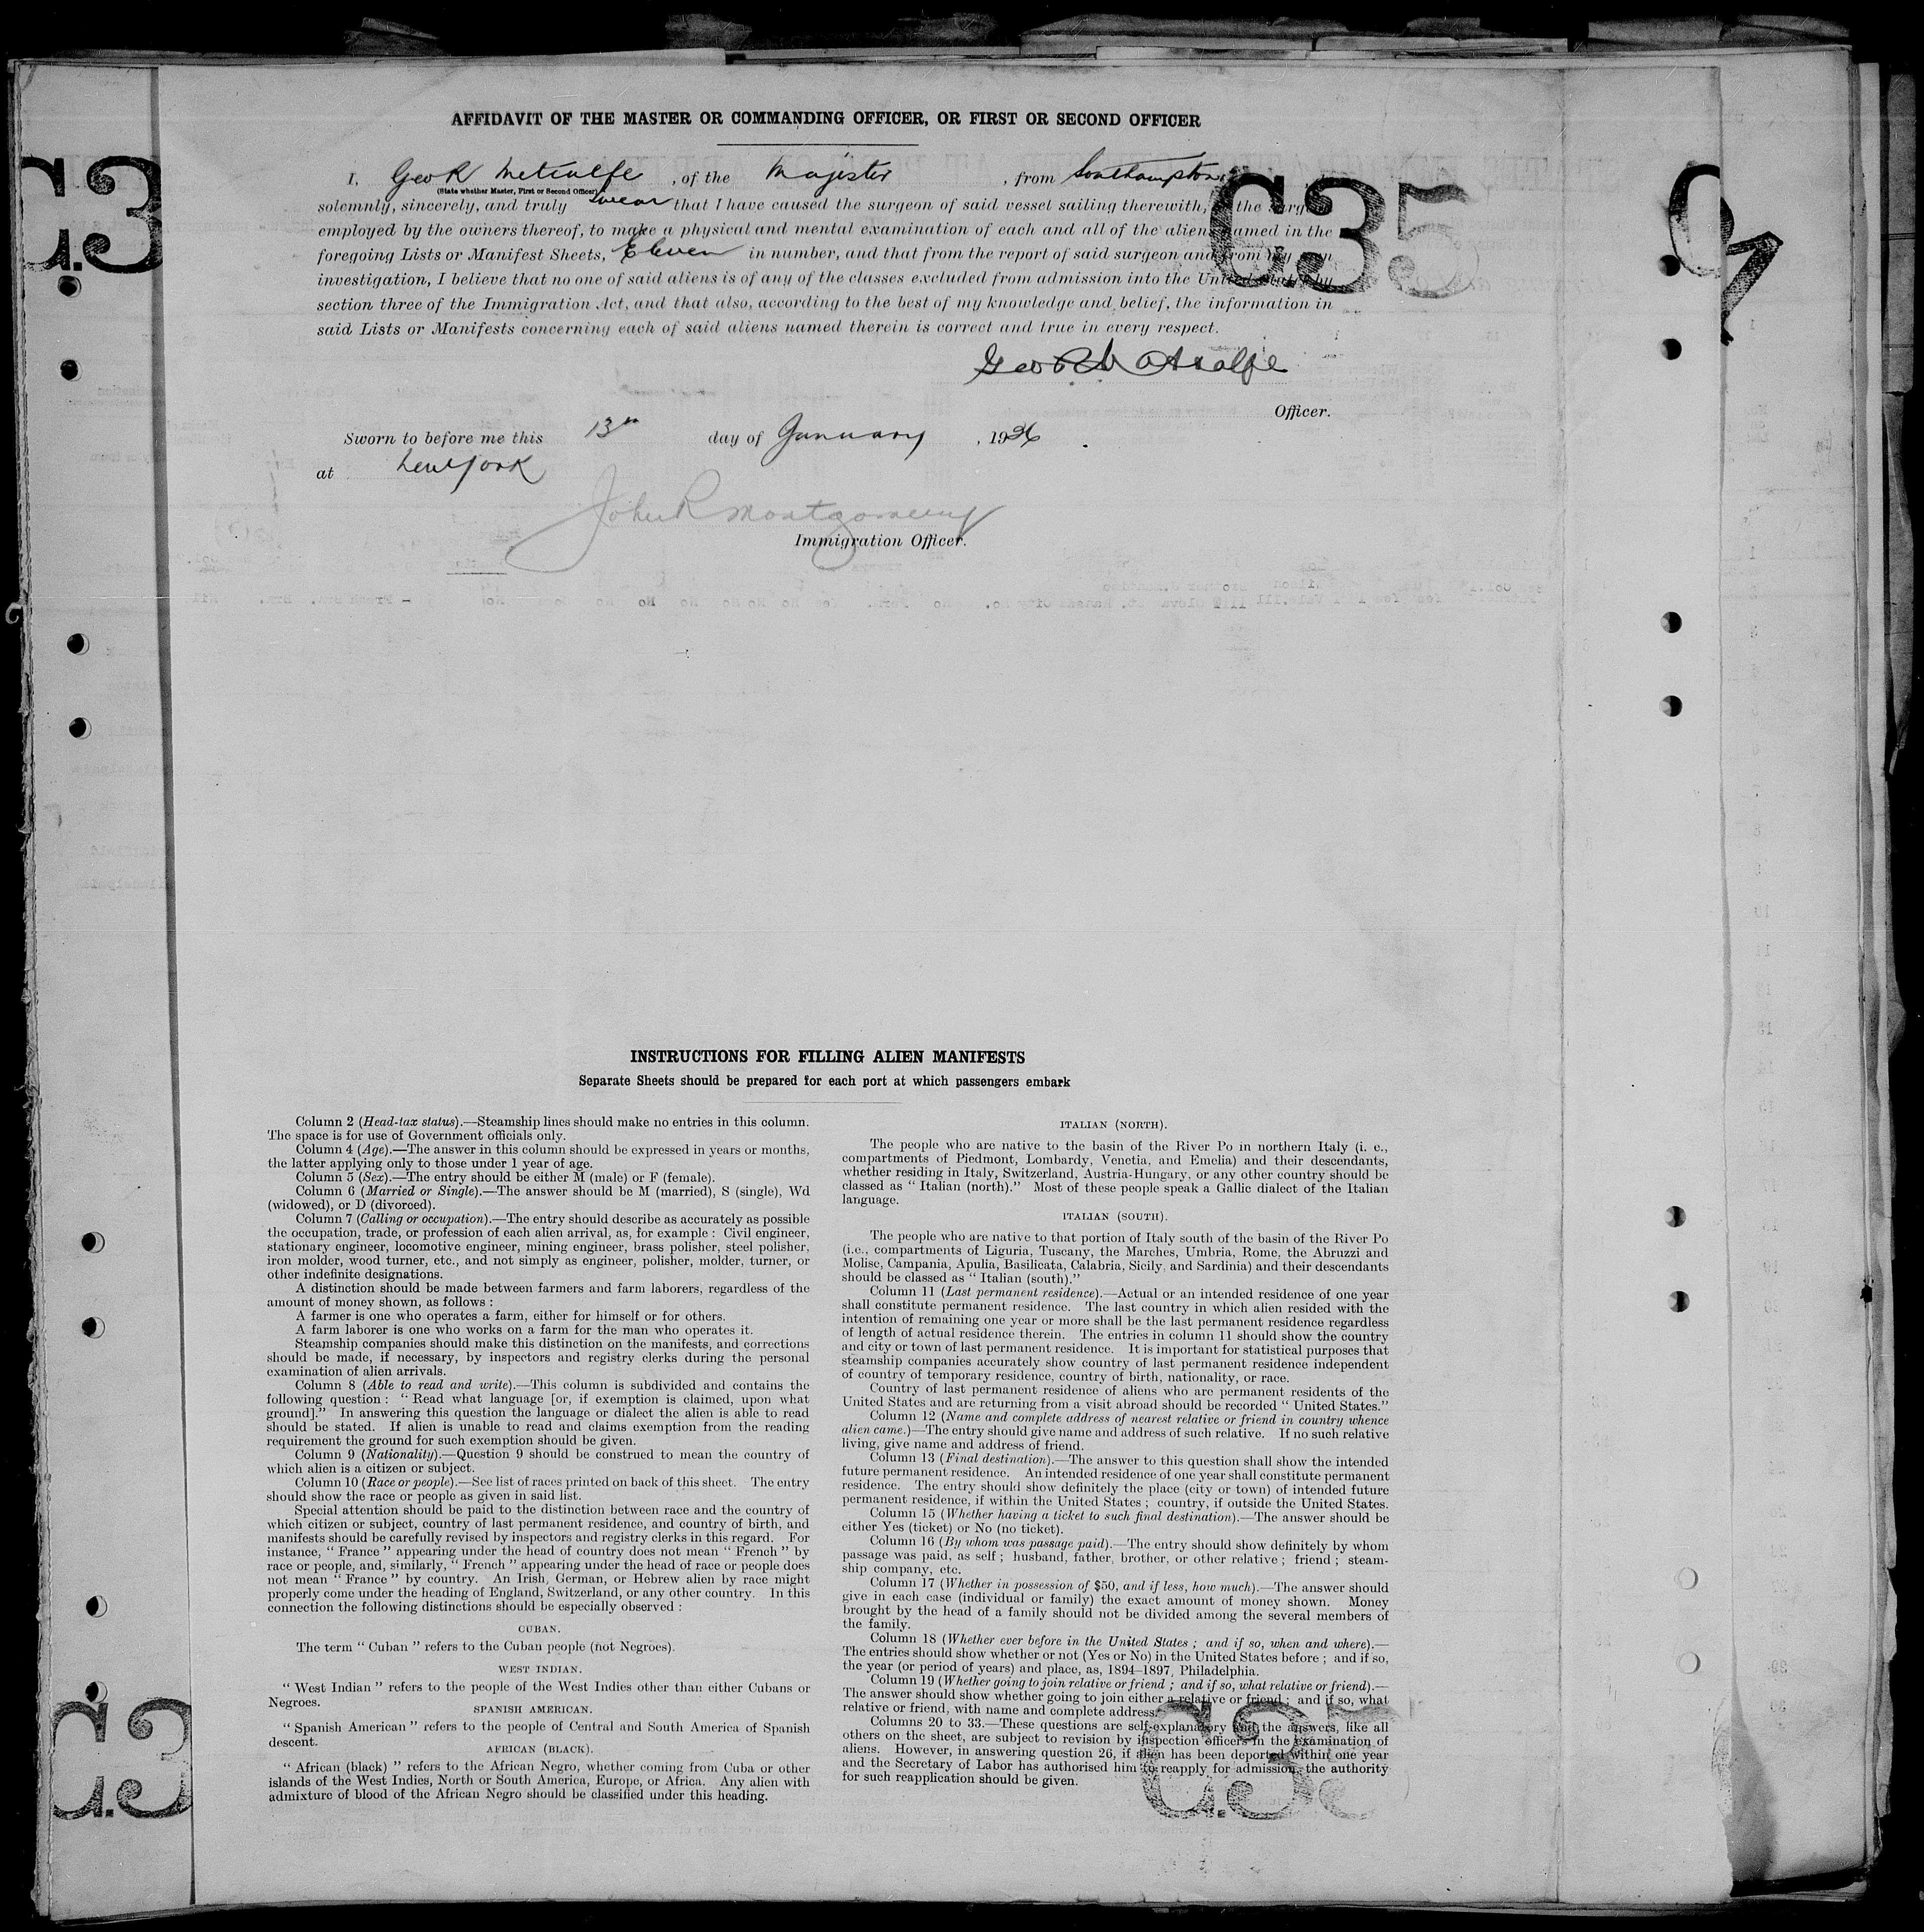 AFFIDAVIT OF THE MASTER OR COMMANDING OFFICER, OR FIRST OR SECOND OFFICER
I, Geo R Metcalfe, of the Majestic, from Southampton
(State whether Master, First or Second Officer)
solemnly, sincerely, and truly swear that I have caused the surgeon of said vessel sailing therewith, the surgeon
employed by the owners thereof, to make a physical and mental examination of each and all of the aliens named in the
foregoing Lists or Manifest Sheets, Eleven in number, and that from the report of said surgeon and from my own
investigation, I believe that no one of said aliens is of any of the classes excluded from admission into the United States by
section three of the Immigration Act, and that also, according to the best of my knowledge and belief, the information in
said Lists or Manifests concerning each of said aliens named therein is correct and true in every respect.
C35
Geo R Metcalfe
Officer.
Sworn to before me this 13th day of January, 1926
at New York
John R Montgomery
Immigration Officer.
INSTRUCTIONS FOR FILLING ALIEN MANIFESTS
Separate Sheets should be prepared for each port at which passengers embark
Column 2 (Head-tax status).—Steamship lines should make no entries in this column.
The space is for use of Government officials only.
Column 4 (Age).—The answer in this column should be expressed in years or months,
the latter applying only to those under 1 year of age.
Column 5 (Sex).—The entry should be either M (male) or F (female).
Column 6 (Married or Single).—The answer should be M (married), S (single), Wd
(widowed), or D (divorced).
Column 7 (Calling or occupation).—The entry should describe as accurately as possible
the occupation, trade, or profession of each alien arrival, as, for example : Civil engineer,
stationary engineer, locomotive engineer, mining engineer, brass polisher, steel polisher,
iron molder, wood turner, etc., and not simply as engineer, polisher, molder, turner, or
other indefinite designations.
A distinction should be made between farmers and farm laborers, regardless of the
amount of money shown, as follows :
A farmer is one who operates a farm, either for himself or for others.
A farm laborer is one who works on a farm for the man who operates it.
Steamship companies should make this distinction on the manifests, and corrections
should be made, if necessary, by inspectors and registry clerks during the personal
examination of alien arrivals.
Column 8 (Able to read and write).—This column is subdivided and contains the
following question : " Read what language [or, if exemption is claimed, upon what
ground]." In answering this question the language or dialect the alien is able to read
should be stated. If alien is unable to read and claims exemption from the reading
requirement the ground for such exemption should be given.
Column 9 (Nationality).—Question 9 should be construed to mean the country of
which alien is a citizen or subject.
Column 10 (Race or people).—See list of races printed on back of this sheet. The entry
should show the race or people as given in said list.
Special attention should be paid to the distinction between race and the country of
which citizen or subject, country of last permanent residence, and country of birth, and
manifests should be carefully revised by inspectors and registry clerks in this regard. For
instance, " France " appearing under the head of country does not mean " French " by
race or people, and, similarly, " French " appearing under the head of race or people does
not mean " France " by country. An Irish, German, or Hebrew alien by race might
properly come under the heading of England, Switzerland, or any other country. In this
connection the following distinctions should be especially observed :
CUBAN.
The term " Cuban " refers to the Cuban people (not Negroes).
WEST INDIAN.
" West Indian " refers to the people of the West Indies other than either Cubans or
Negroes.
SPANISH AMERICAN.
" Spanish American " refers to the people of Central and South America of Spanish
descent.
AFRICAN (BLACK).
" African (black) " refers to the African Negro, whether coming from Cuba or other
islands of the West Indies, North or South America, Europe, or Africa. Any alien with
admixture of blood of the African Negro should be classified under this heading.
ITALIAN (NORTH).
The people who are native to the basin of the River Po in northern Italy (i. e.,
compartments of Piedmont, Lombardy, Venetia, and Emelia) and their descendants,
whether residing in Italy, Switzerland, Austria-Hungary, or any other country should be
classed as " Italian (north)." Most of these people speak a Gallic dialect of the Italian
language.
ITALIAN (SOUTH).
The people who are native to that portion of Italy south of the basin of the River Po
(i.e., compartments of Liguria, Tuscany, the Marches, Umbria, Rome, the Abruzzi and
Molise, Campania, Apulia, Basilicata, Calabria, Sicily, and Sardinia) and their descendants
should be classed as " Italian (south)."
Column 11 (Last permanent residence).—Actual or an intended residence of one year
shall constitute permanent residence. The last country in which alien resided with the
intention of remaining one year or more shall be the last permanent residence regardless
of length of actual residence therein. The entries in column 11 should show the country
and city or town of last permanent residence. It is important for statistical purposes that
steamship companies accurately show country of last permanent residence independent
of country of temporary residence, country of birth, nationality, or race.
Country of last permanent residence of aliens who are permanent residents of the
United States and are returning from a visit abroad should be recorded " United States."
Column 12 (Name and complete address of nearest relative or friend in country whence
alien came.)—The entry should give name and address of such relative. If no such relative
living, give name and address of friend.
Column 13 (Final destination).—The answer to this question shall show the intended
future permanent residence. An intended residence of one year shall constitute permanent
residence. The entry should show definitely the place (city or town) of intended future
permanent residence, if within the United States ; country, if outside the United States.
Column 15 (Whether having a ticket to such final destination).—The answer should be
either Yes (ticket) or No (no ticket).
Column 16 (By whom was passage paid).—The entry should show definitely by whom
passage was paid, as self ; husband, father, brother, or other relative ; friend ; steam-
ship company, etc.
Column 17 (Whether in possession of $50, and if less, how much).—The answer should
give in each case (individual or family) the exact amount of money shown. Money
brought by the head of a family should not be divided among the several members of
the family.
Column 18 (Whether ever before in the United States ; and if so, when and where).—
The entries should show whether or not (Yes or No) in the United States before ; and if so,
the year (or period of years) and place, as, 1894–1897, Philadelphia.
Column 19 (Whether going to join relative or friend ; and if so, what relative or friend).—
The answer should show whether going to join either a relative or friend ; and if so, what
relative or friend, with name and complete address.
Columns 20 to 33.—These questions are self-explanatory and the answers, like all
others on the sheet, are subject to revision by inspection officers in the examination of
aliens. However, in answering question 26, if alien has been deported within one year
and the Secretary of Labor has authorised him to reapply for admission, the authority
for such reapplication should be given.
G.35
G.3
G.3